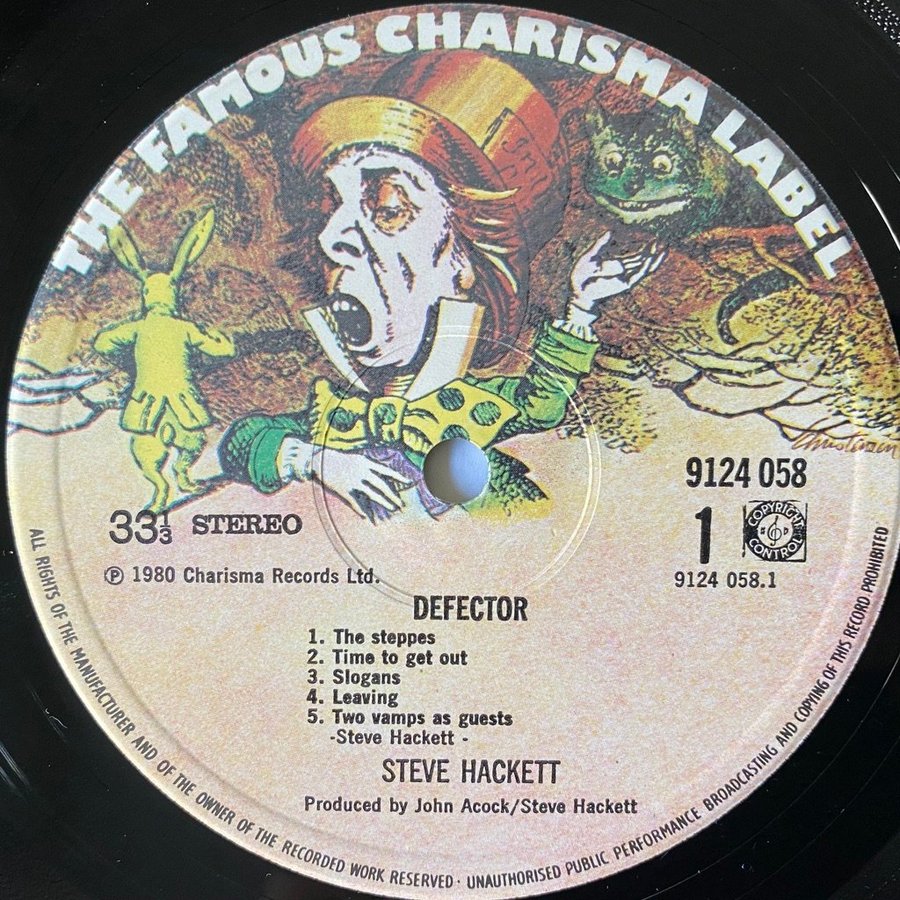 THE FAMOUS CHARISMA LABEL
Christensen
9124 058
33⅓ STEREO
1
COPYRIGHT CONTROL
℗ 1980 Charisma Records Ltd.
9124 058.1
DEFECTOR
1. The steppes
2. Time to get out
3. Slogans
4. Leaving
5. Two vamps as guests
-Steve Hackett -
STEVE HACKETT
Produced by John Acock/Steve Hackett
ALL RIGHTS OF THE MANUFACTURER AND OF THE OWNER OF THE RECORDED WORK RESERVED · UNAUTHORISED PUBLIC PERFORMANCE BROADCASTING AND COPYING OF THIS RECORD PROHIBITED